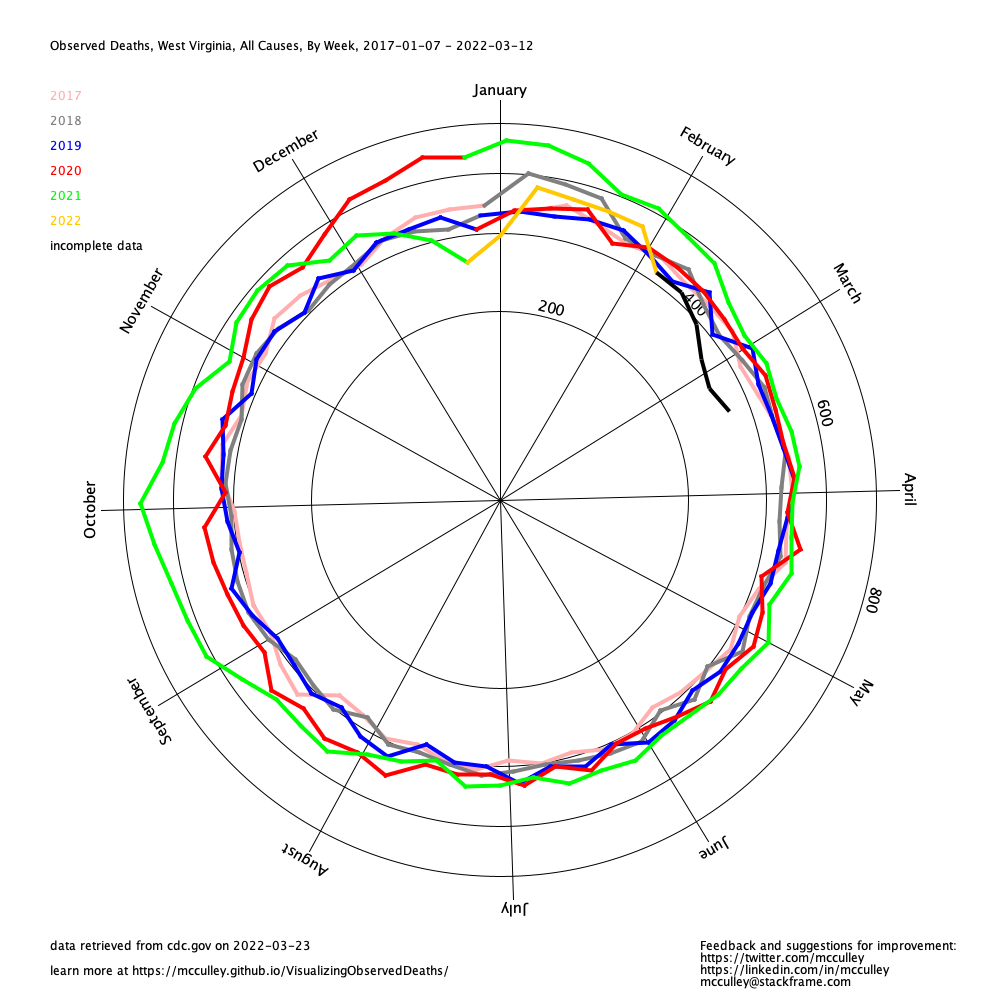 Observed Deaths, West Virginia, All Causes, By Week, 2017-01-07 - 2022-03-12
2017
2018
2019
2020
2021
2022
incomplete data
January
February
March
April
May
June
July
August
September
October
November
December
200
400
600
800
data retrieved from cdc.gov on 2022-03-23
learn more at https://mcculley.github.io/VisualizingObservedDeaths/
Feedback and suggestions for improvement:
https://twitter.com/mcculley
https://linkedin.com/in/mcculley
mcculley@stackframe.com